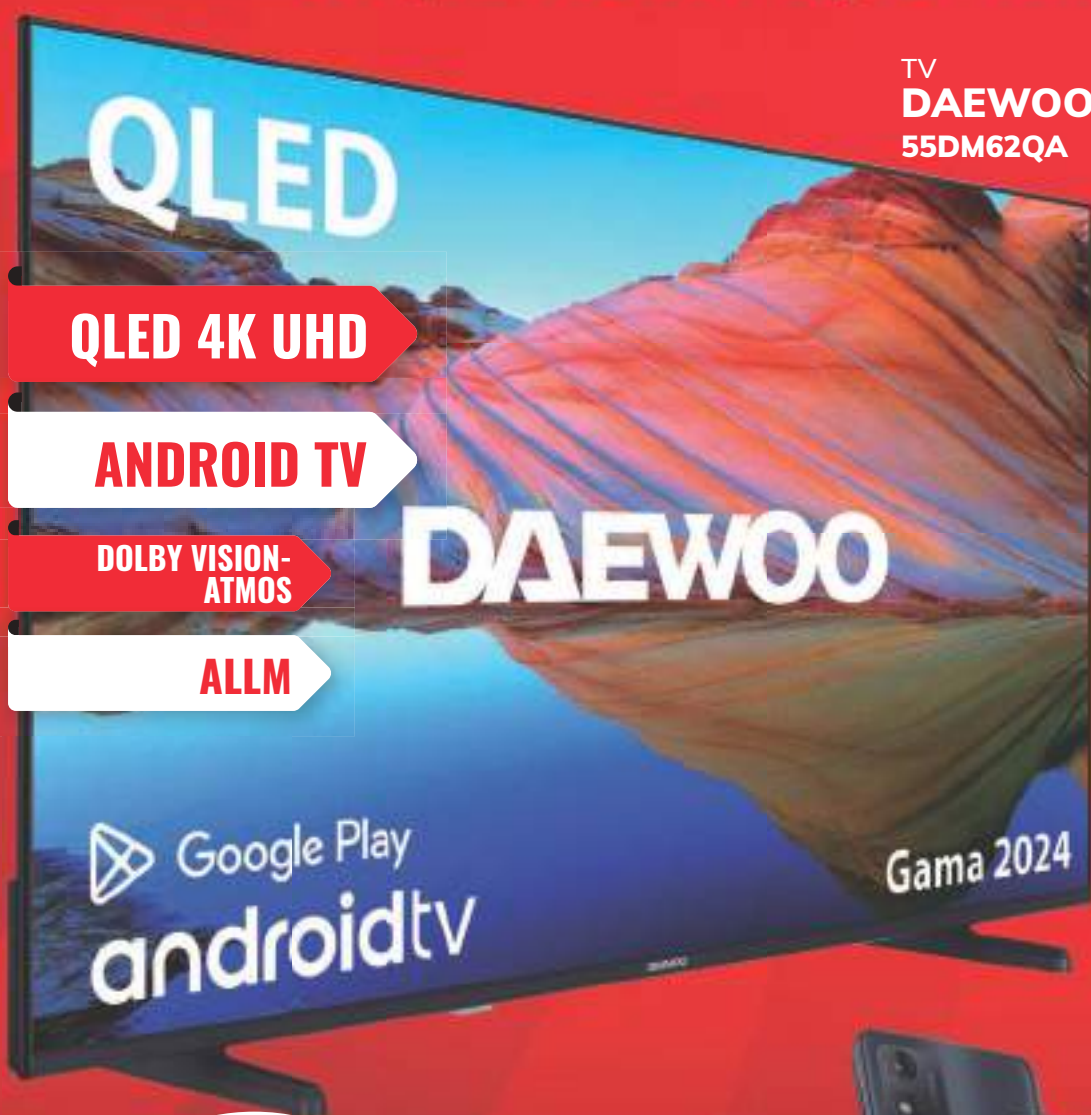 TV
DAEWOO
55DM62QA
QLED
QLED 4K UHD
ANDROID TV
DOLBY VISION-
ATMOS
DAEWOO
ALLM
Google Play
androidtv
Gama 2024
DAEWOO